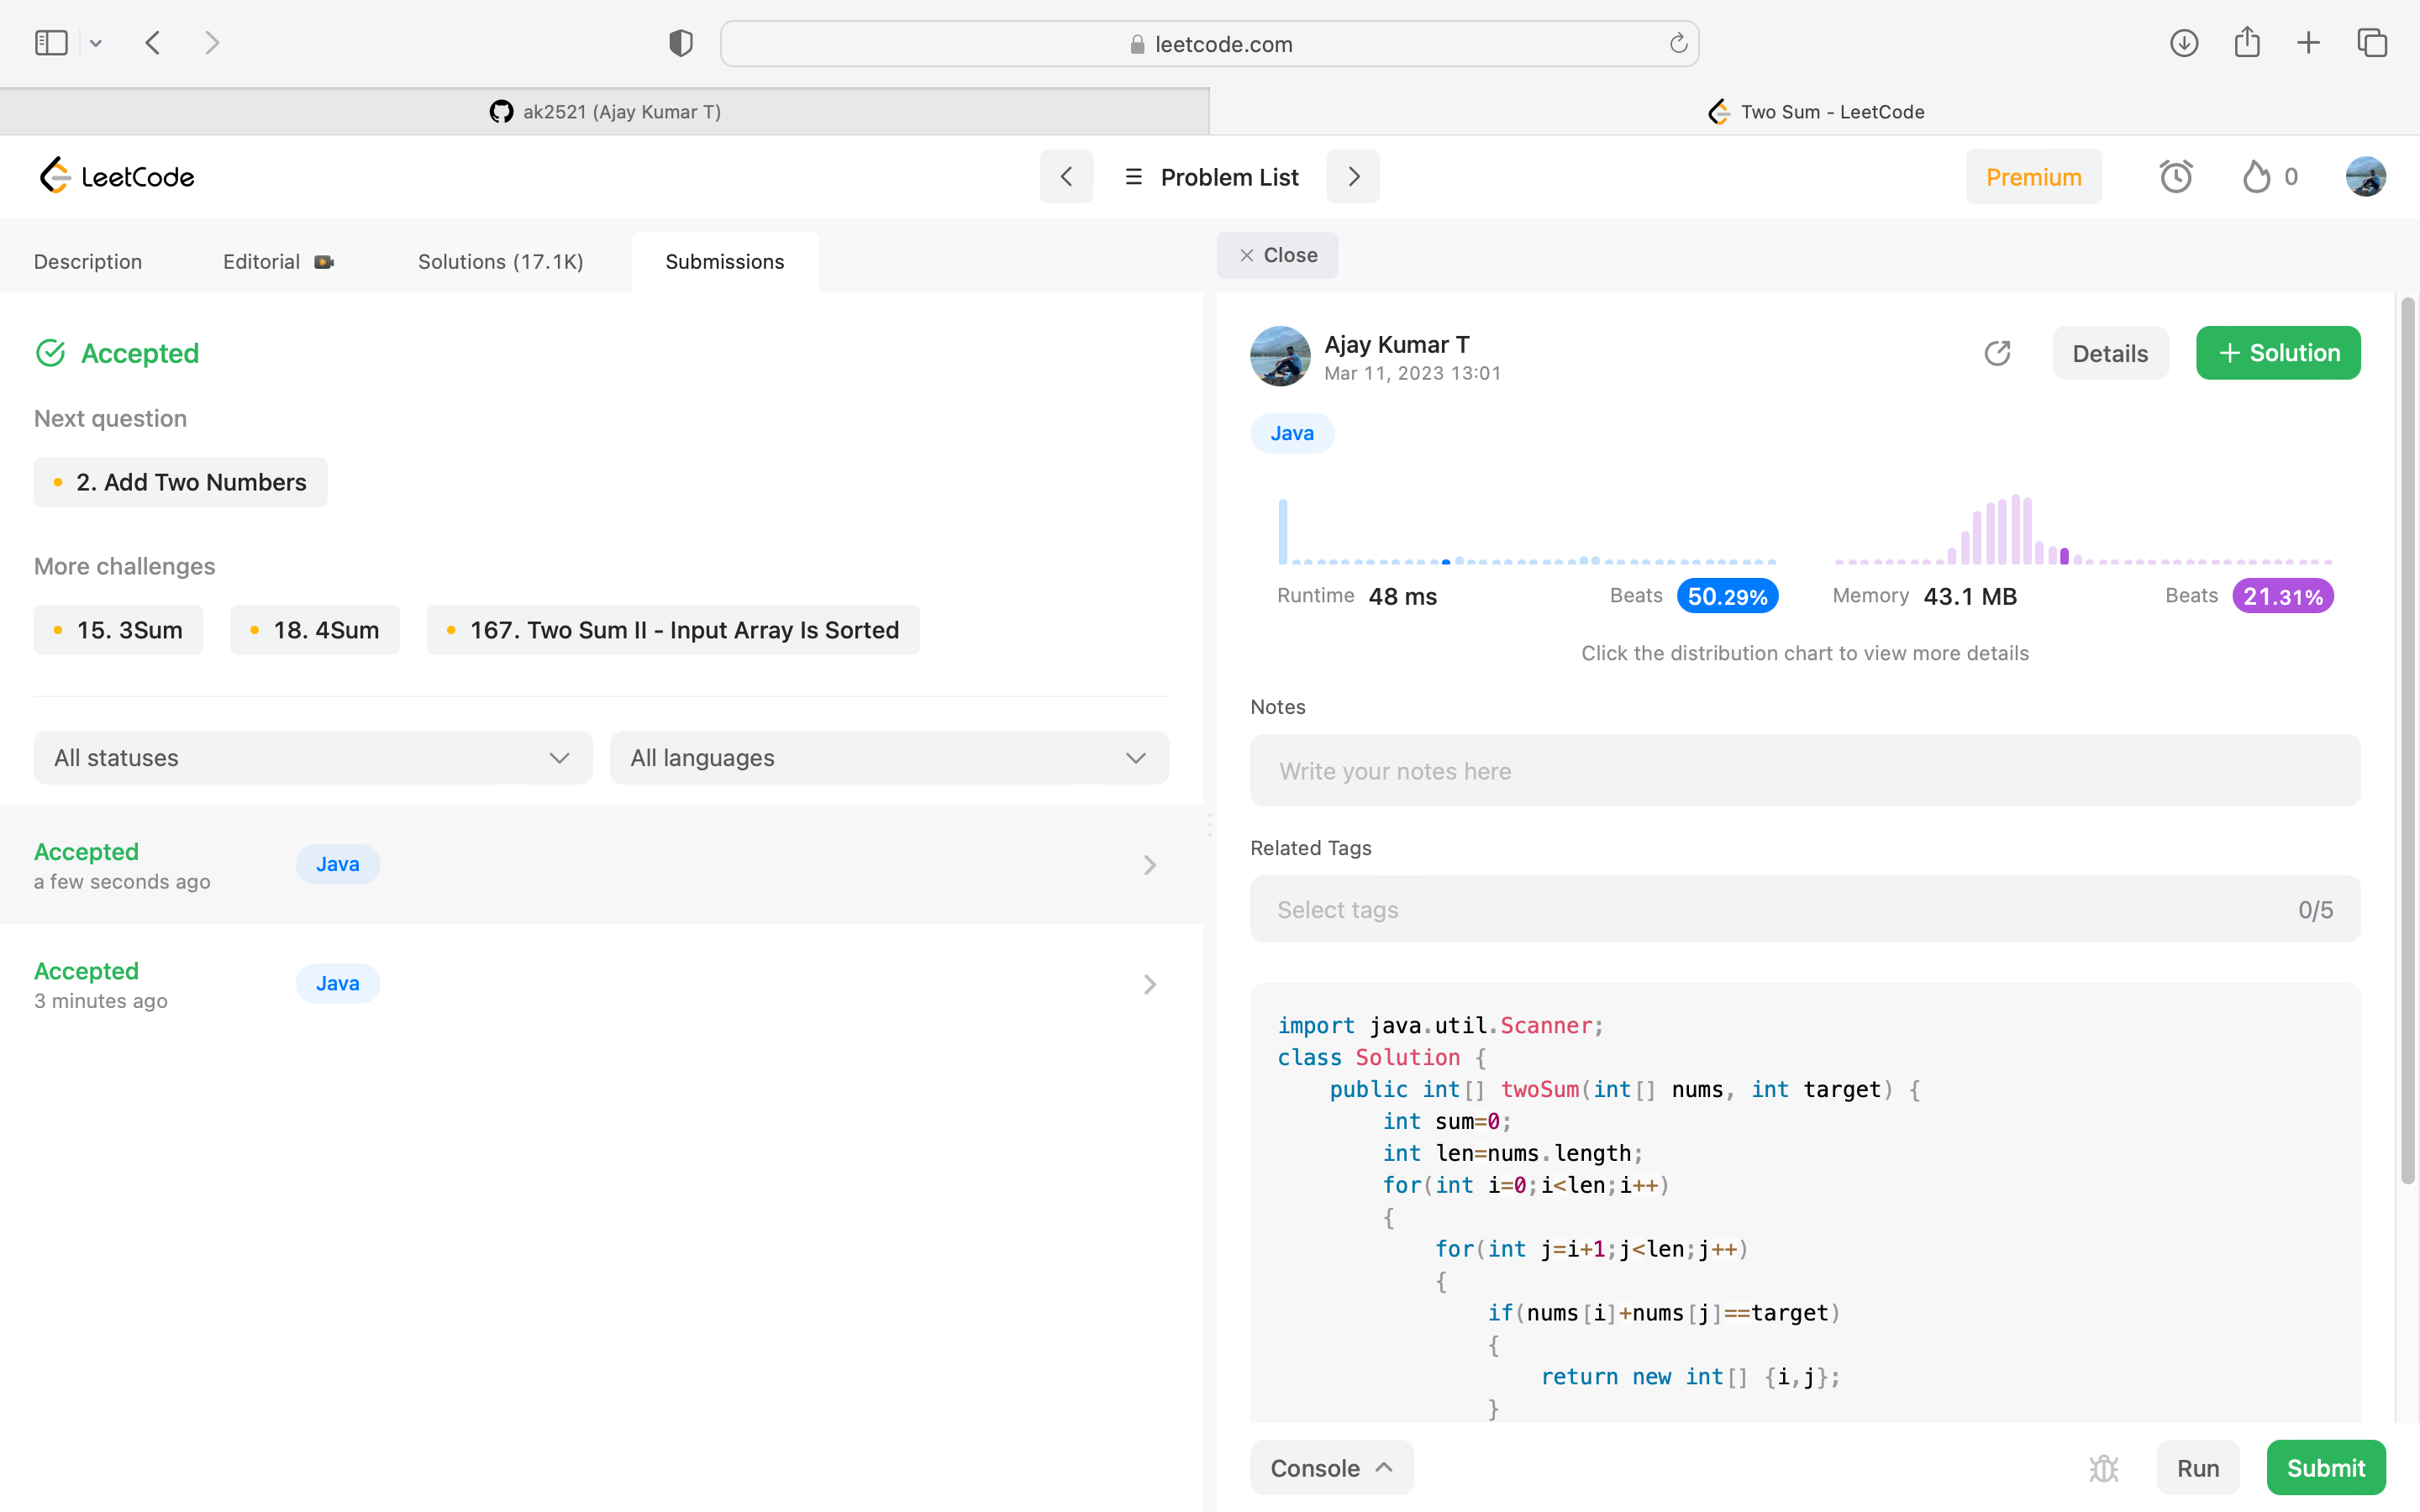 leetcode.com
ak2521 (Ajay Kumar T)
Two Sum - LeetCode
LeetCode
Problem List
Premium
0
Description
Editorial
Solutions (17.1K)
Submissions
Close
Accepted
Next question
2. Add Two Numbers
More challenges
15. 3Sum
18. 4Sum
167. Two Sum II - Input Array Is Sorted
All statuses
All languages
Accepted
a few seconds ago
Java
Accepted
3 minutes ago
Java
Ajay Kumar T
Mar 11, 2023 13:01
Details
+ Solution
Java
Runtime 48 ms
Beats 50.29%
Memory 43.1 MB
Beats 21.31%
Click the distribution chart to view more details
Notes
Write your notes here
Related Tags
Select tags
0/5
import java.util.Scanner;
class Solution {
    public int[] twoSum(int[] nums, int target) {
        int sum=0;
        int len=nums.length;
        for(int i=0;i<len;i++)
        {
            for(int j=i+1;j<len;j++)
            {
                if(nums[i]+nums[j]==target)
                {
                    return new int[] {i,j};
                }
Console
Run
Submit